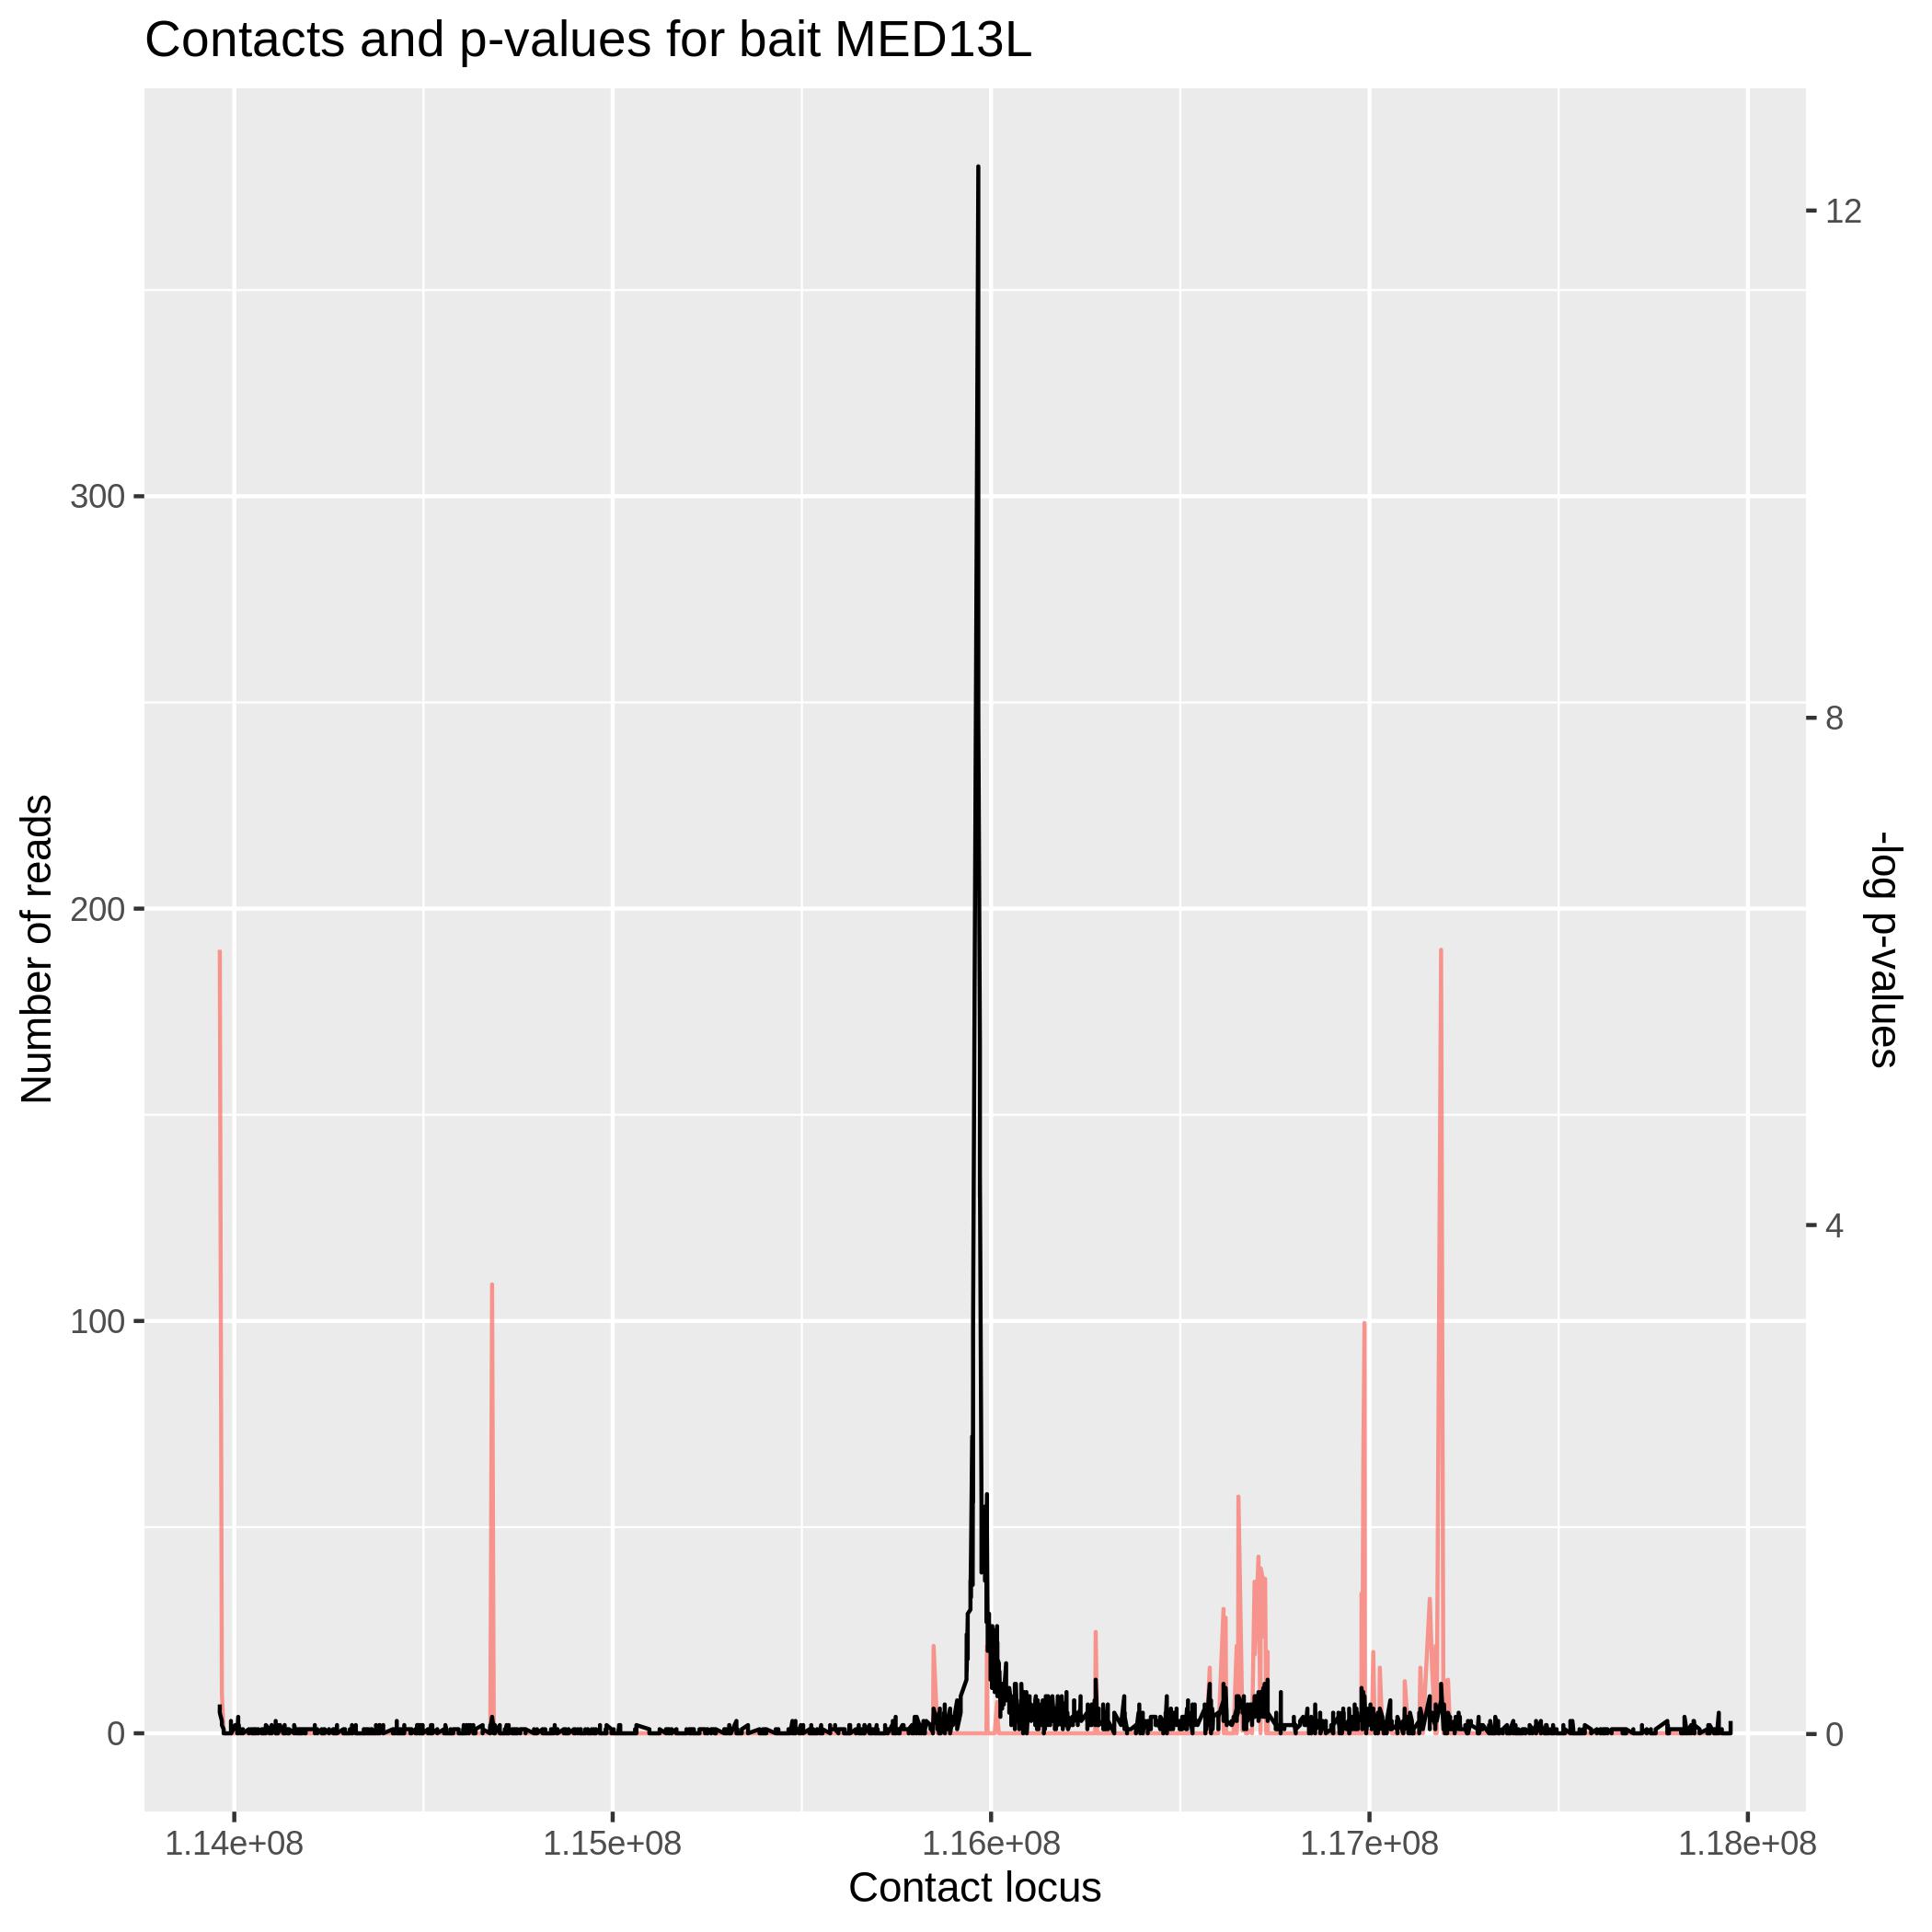 Contacts and p-values for bait MED13L
Number of reads
300
200
100
0
12
8
4
0
-log p-values
1.14e+08 1.15e+08 1.16e+08 1.17e+08 1.18e+08
Contact locus